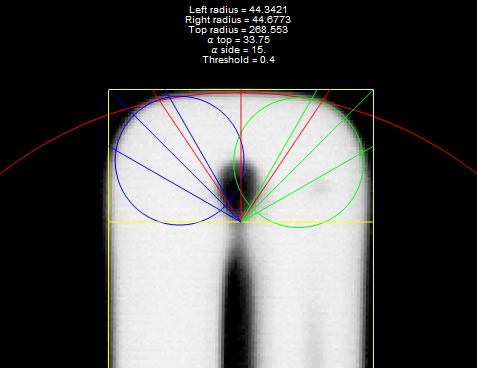 Left radius = 44.3421
Right radius = 44.6773
Top radius = 268.553
α top = 33.75
α side = 15.
Threshold = 0.4